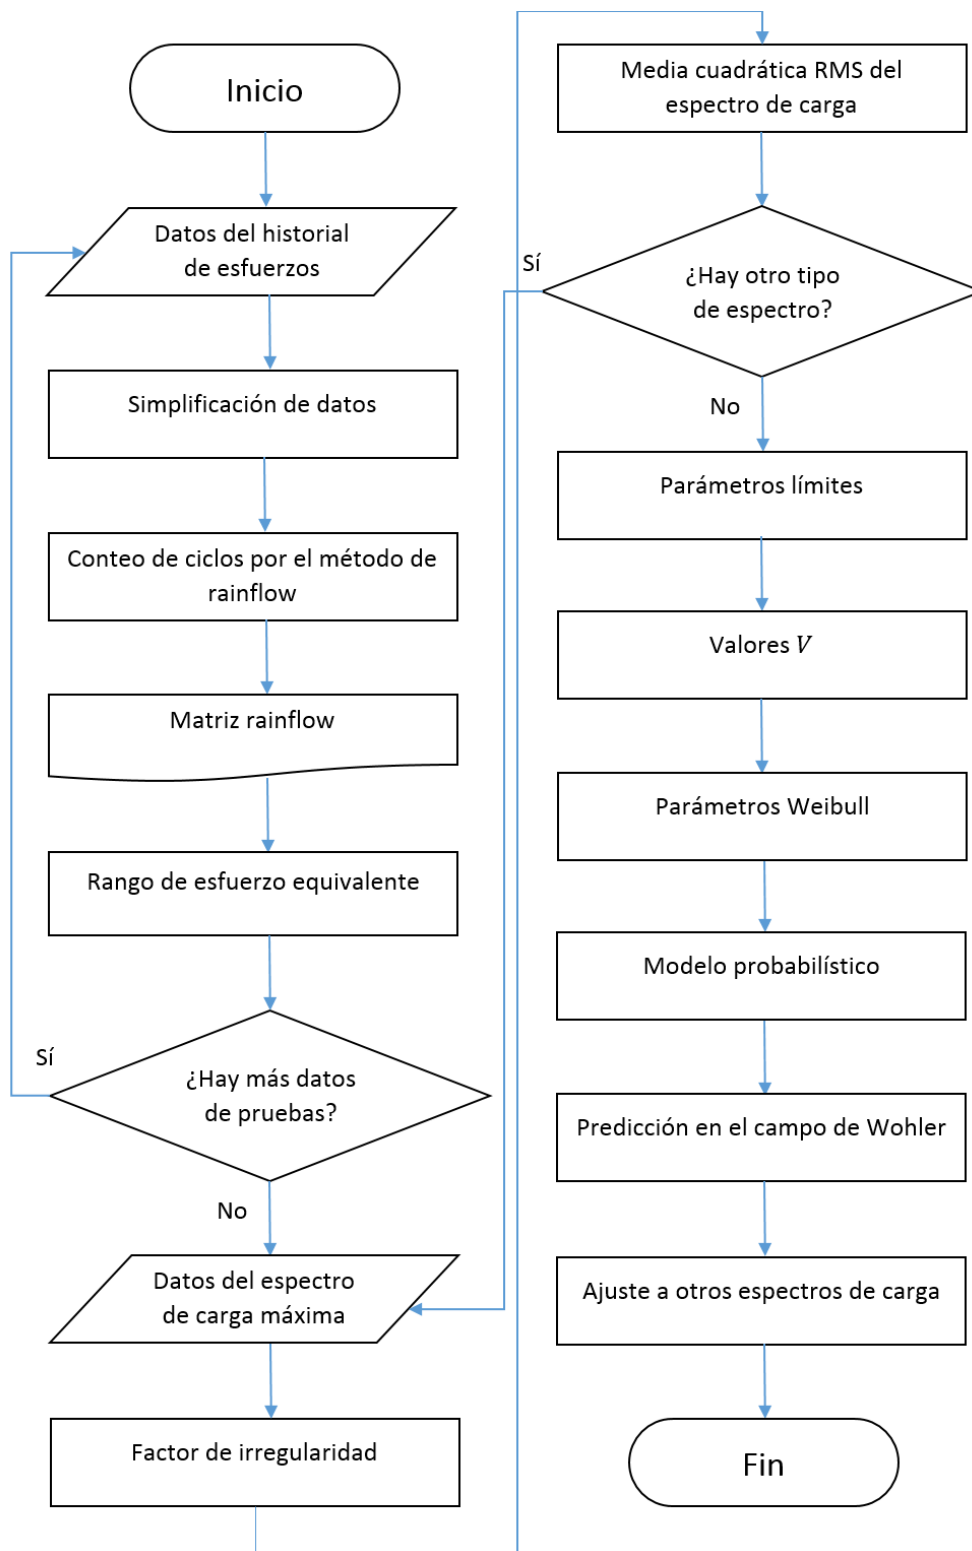 Inicio
Datos del historial
de esfuerzos
Simplificación de datos
Conteo de ciclos por el método de
rainflow
Matriz rainflow
Rango de esfuerzo equivalente
Sí
¿Hay más datos
de pruebas?
No
Datos del espectro
de carga máxima
Factor de irregularidad
Media cuadrática RMS del
espectro de carga
Sí
¿Hay otro tipo
de espectro?
No
Parámetros límites
Valores V
Parámetros Weibull
Modelo probabilístico
Predicción en el campo de Wohler
Ajuste a otros espectros de carga
Fin